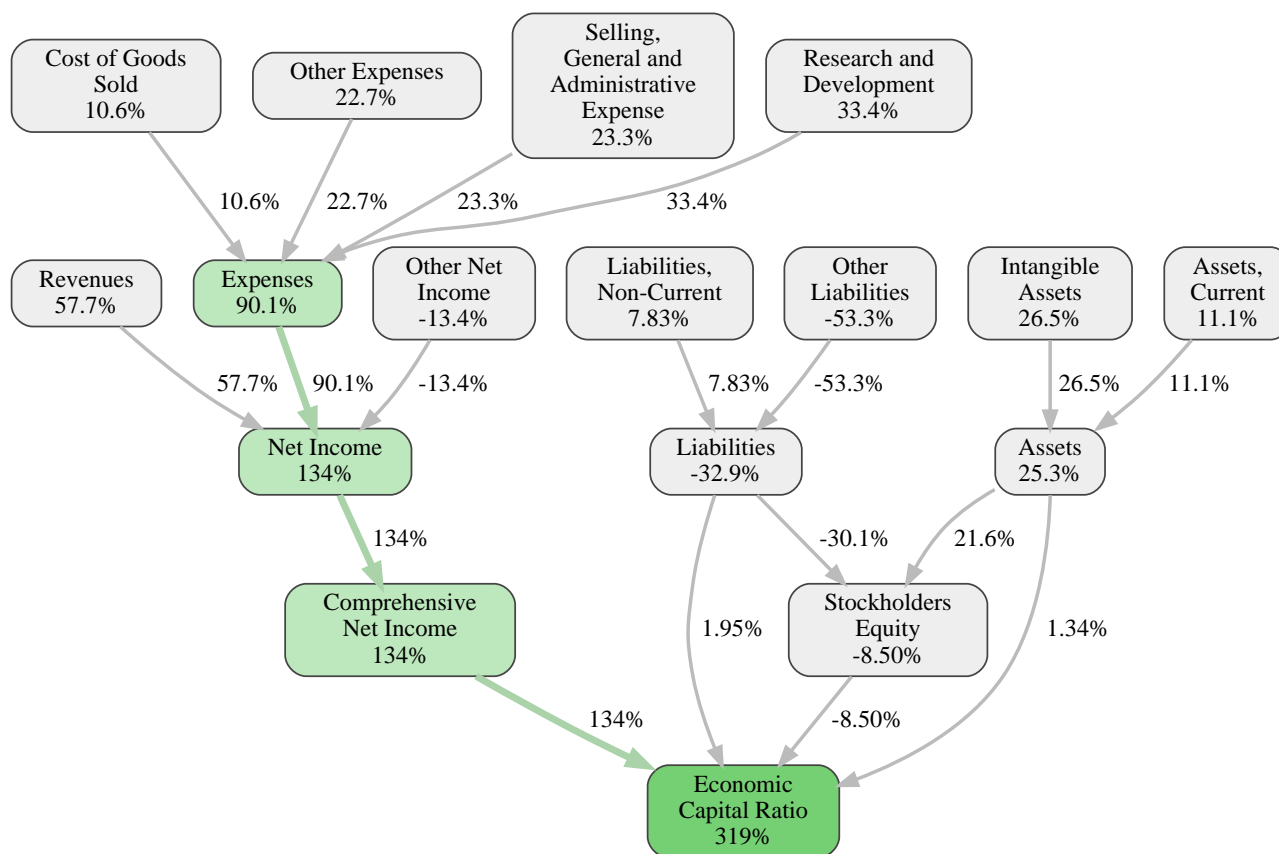 Cost of Goods
Sold
10.6%
Other Expenses
22.7%
Selling,
General and
Administrative
Expense
23.3%
Research and
Development
33.4%
10.6%
22.7%
23.3%
33.4%
Revenues
57.7%
Expenses
90.1%
Other Net
Income
-13.4%
Liabilities,
Non-Current
7.83%
Other
Liabilities
-53.3%
Intangible
Assets
26.5%
Assets,
Current
11.1%
57.7%
90.1%
-13.4%
7.83%
-53.3%
26.5%
11.1%
Net Income
134%
Liabilities
-32.9%
Assets
25.3%
134%
-30.1%
21.6%
Comprehensive
Net Income
134%
Stockholders
Equity
-8.50%
1.95%
1.34%
134%
-8.50%
Economic
Capital Ratio
319%